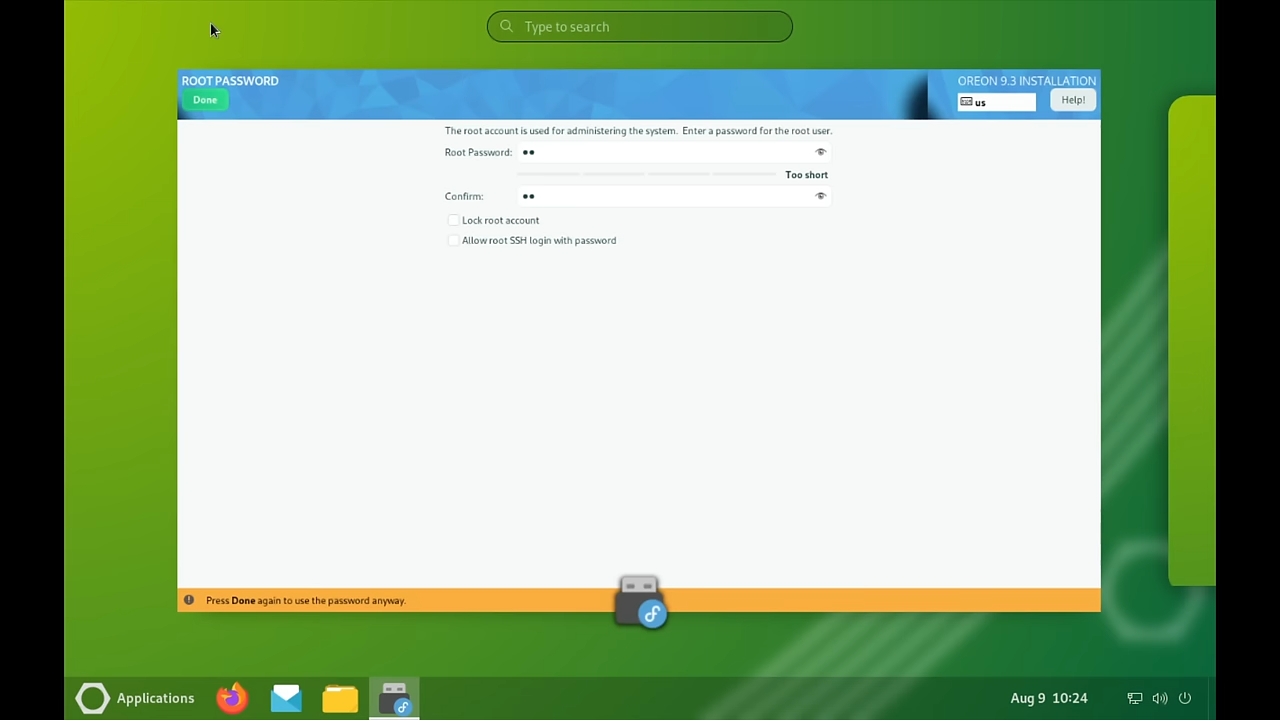 Type to search
ROOT PASSWORD
OREON 9.3 INSTALLATION
Done
us
Help!
The root account is used for administering the system. Enter a password for the root user.
Root Password: ••
Too short
Confirm: ••
Lock root account
Allow root SSH login with password
Press Done again to use the password anyway.
Applications
Aug 9 10:24